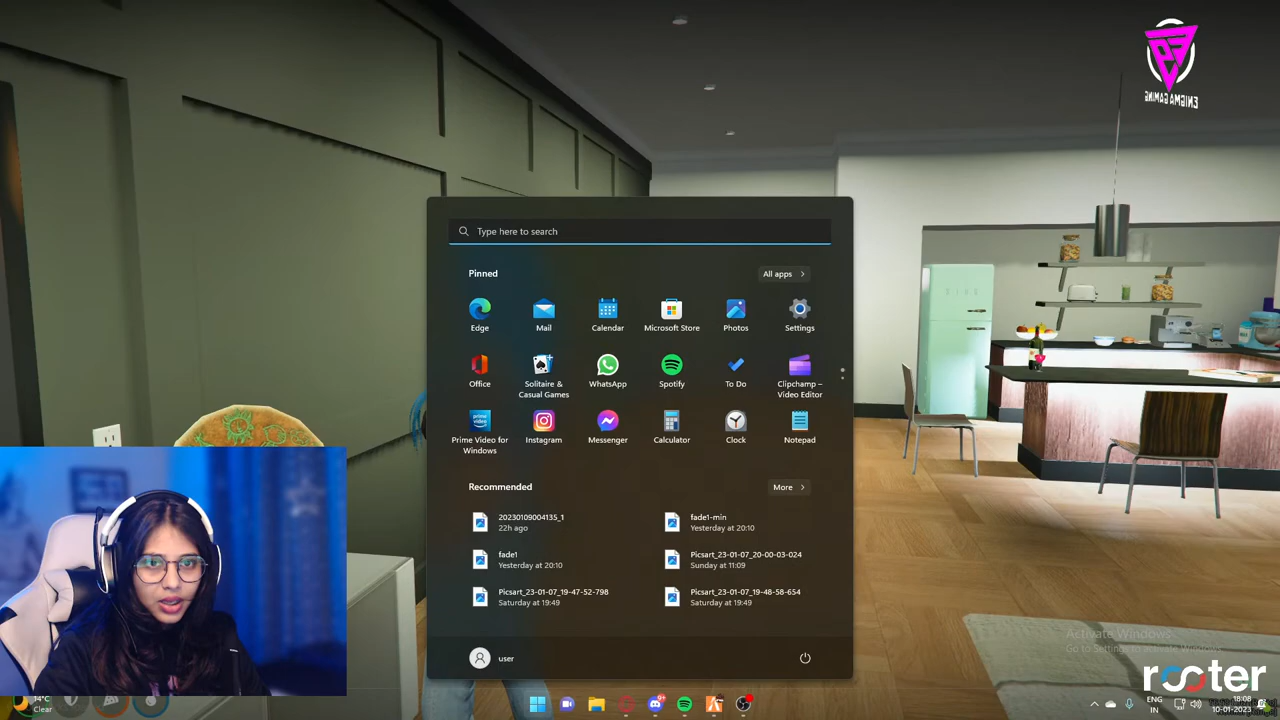 ENIGMA GAMING
Type here to search
Pinned
All apps
Edge
Mail
Calendar
Microsoft Store
Photos
Settings
Office
Solitaire &
Casual Games
WhatsApp
Spotify
To Do
Clipchamp –
Video Editor
Prime Video for
Windows
Instagram
Messenger
Calculator
Clock
Notepad
Recommended
More
20230109004135_1
22h ago
fade1-min
Yesterday at 20:10
fade1
Yesterday at 20:10
Picsart_23-01-07_20-00-03-024
Sunday at 11:09
Picsart_23-01-07_19-47-52-798
Saturday at 19:49
Picsart_23-01-07_19-48-58-654
Saturday at 19:49
user
Activate Windows
Go to Settings to activate Windows.
rooter
14°C
Clear
9+
ENG
IN
18:08
10-01-2023